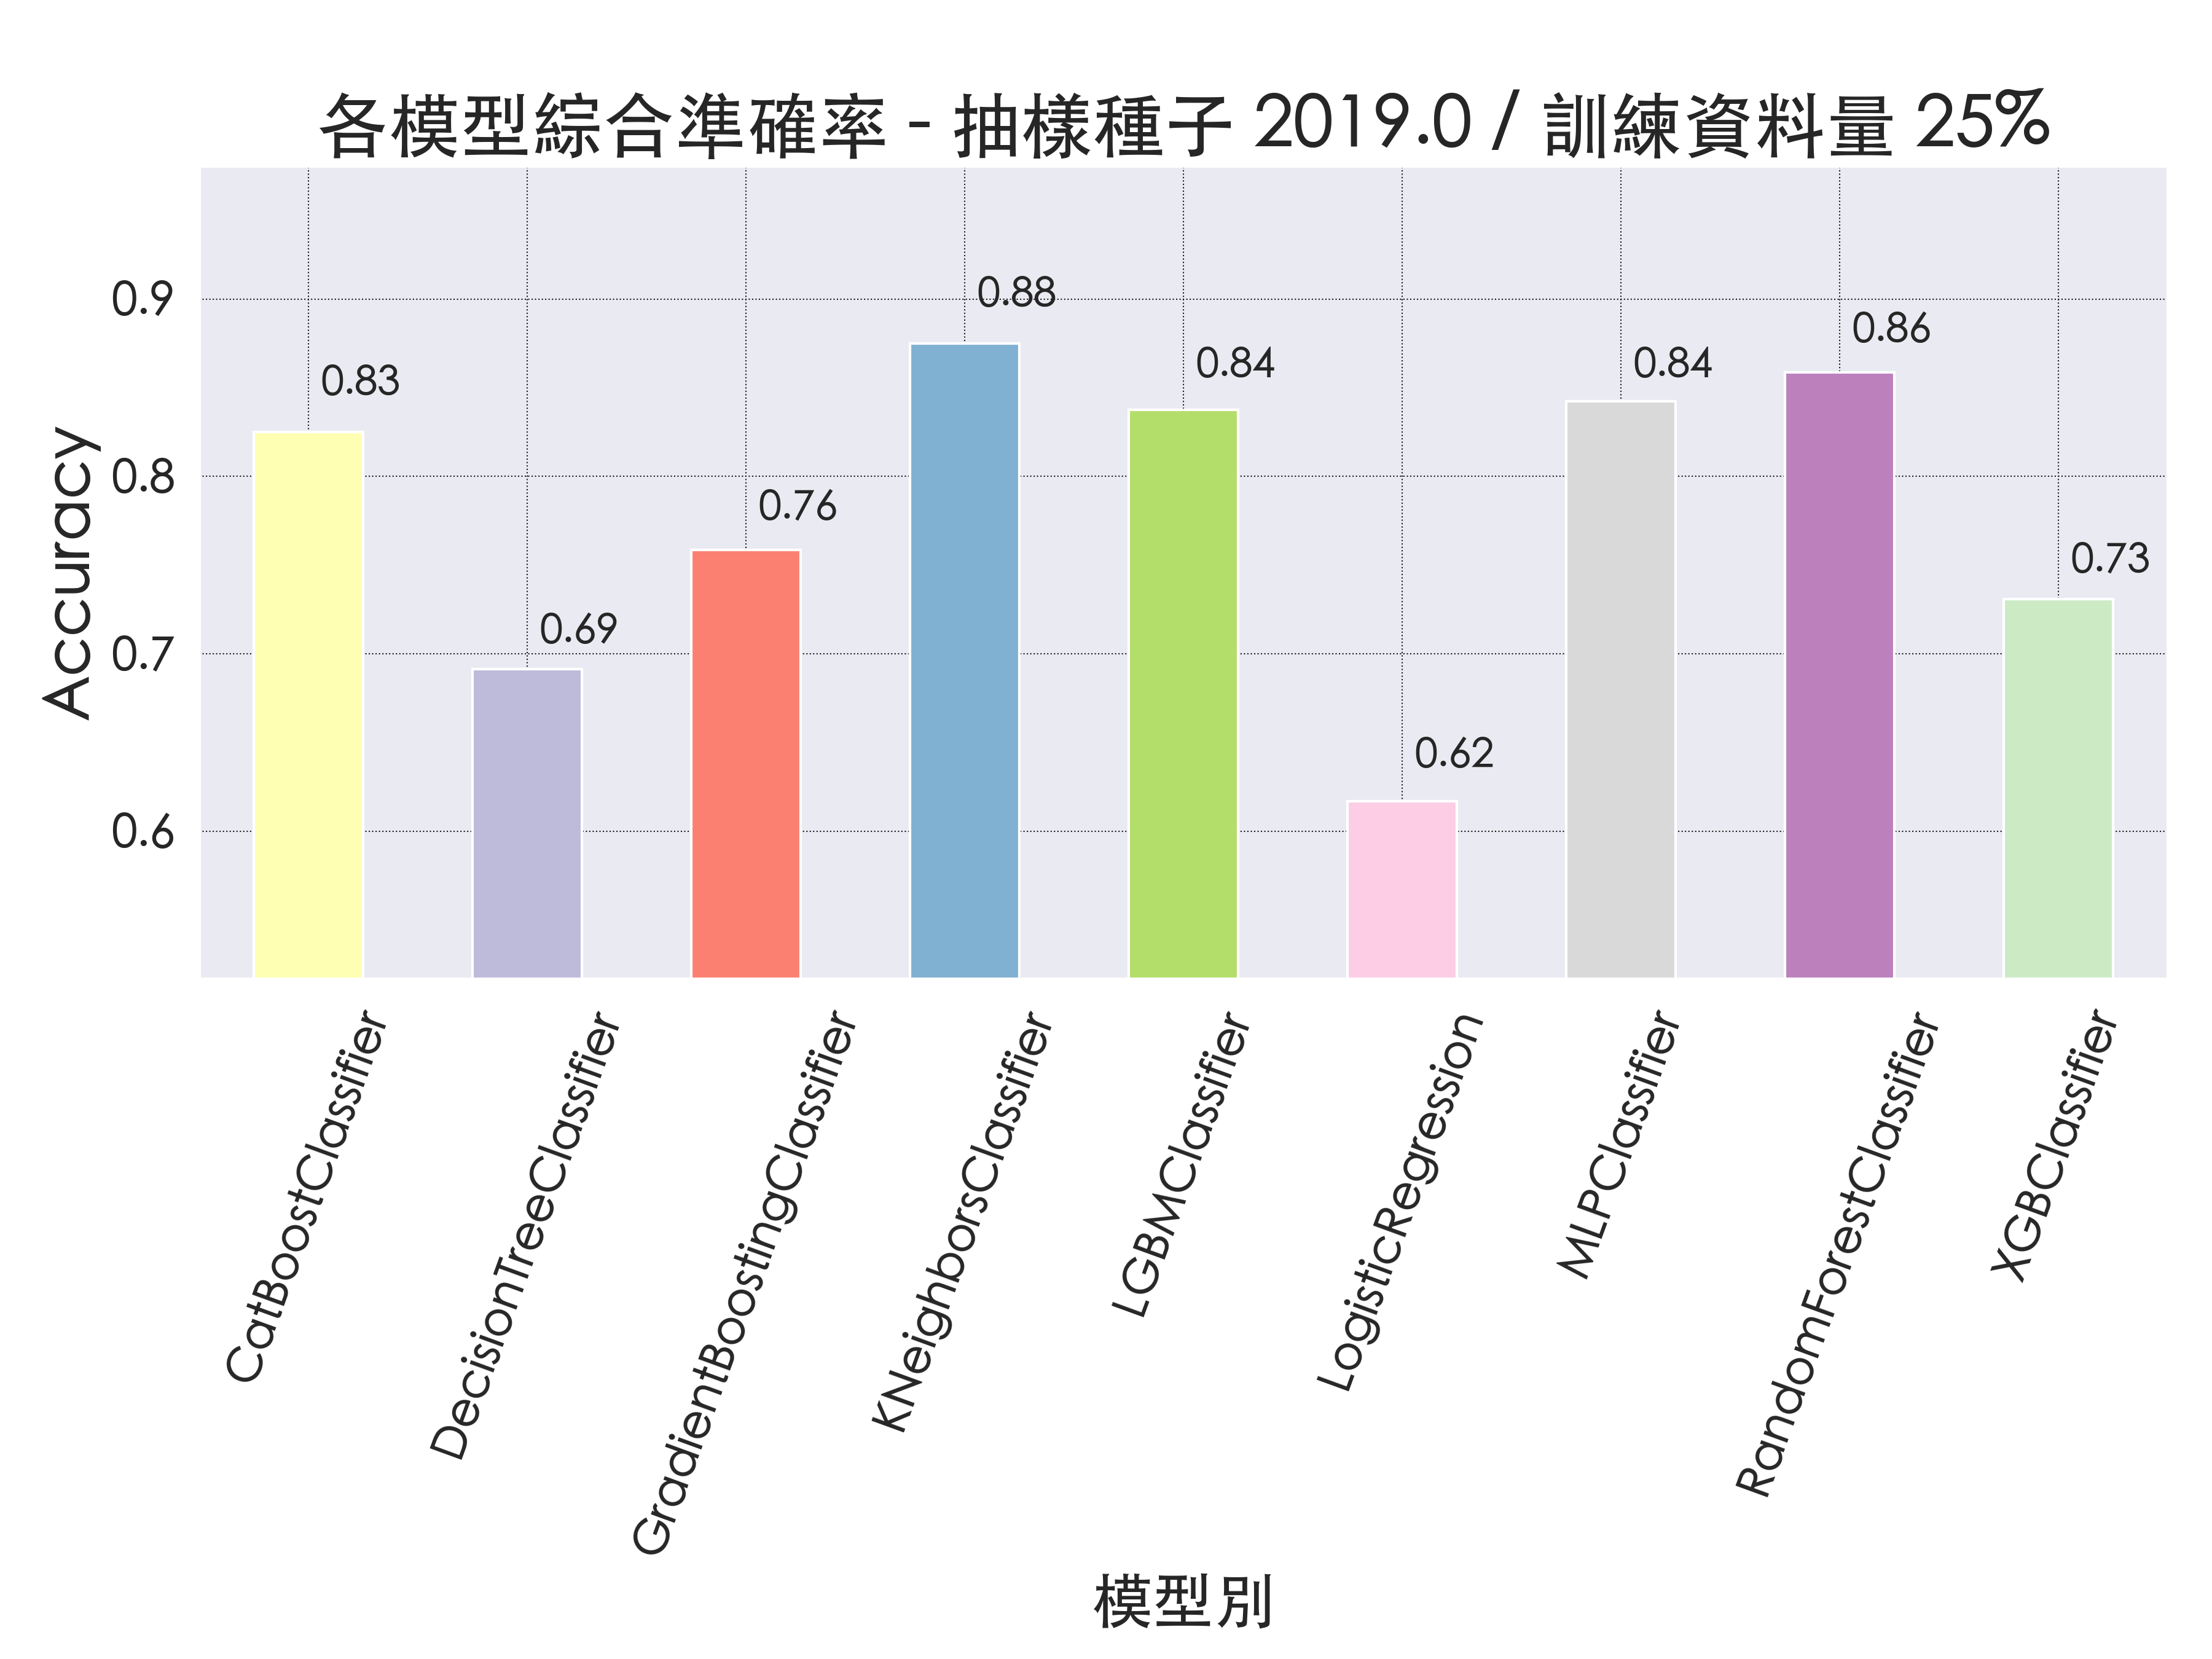 各模型綜合準確率 - 抽樣種子 2019.0 / 訓練資料量 25%
Accuracy
0.9
0.8
0.7
0.6
0.83
0.69
0.76
0.88
0.84
0.62
0.84
0.86
0.73
CatBoostClassifier
DecisionTreeClassifier
GradientBoostingClassifier
KNeighborsClassifier
LGBMClassifier
LogisticRegression
MLPClassifier
RandomForestClassifier
XGBClassifier
模型別